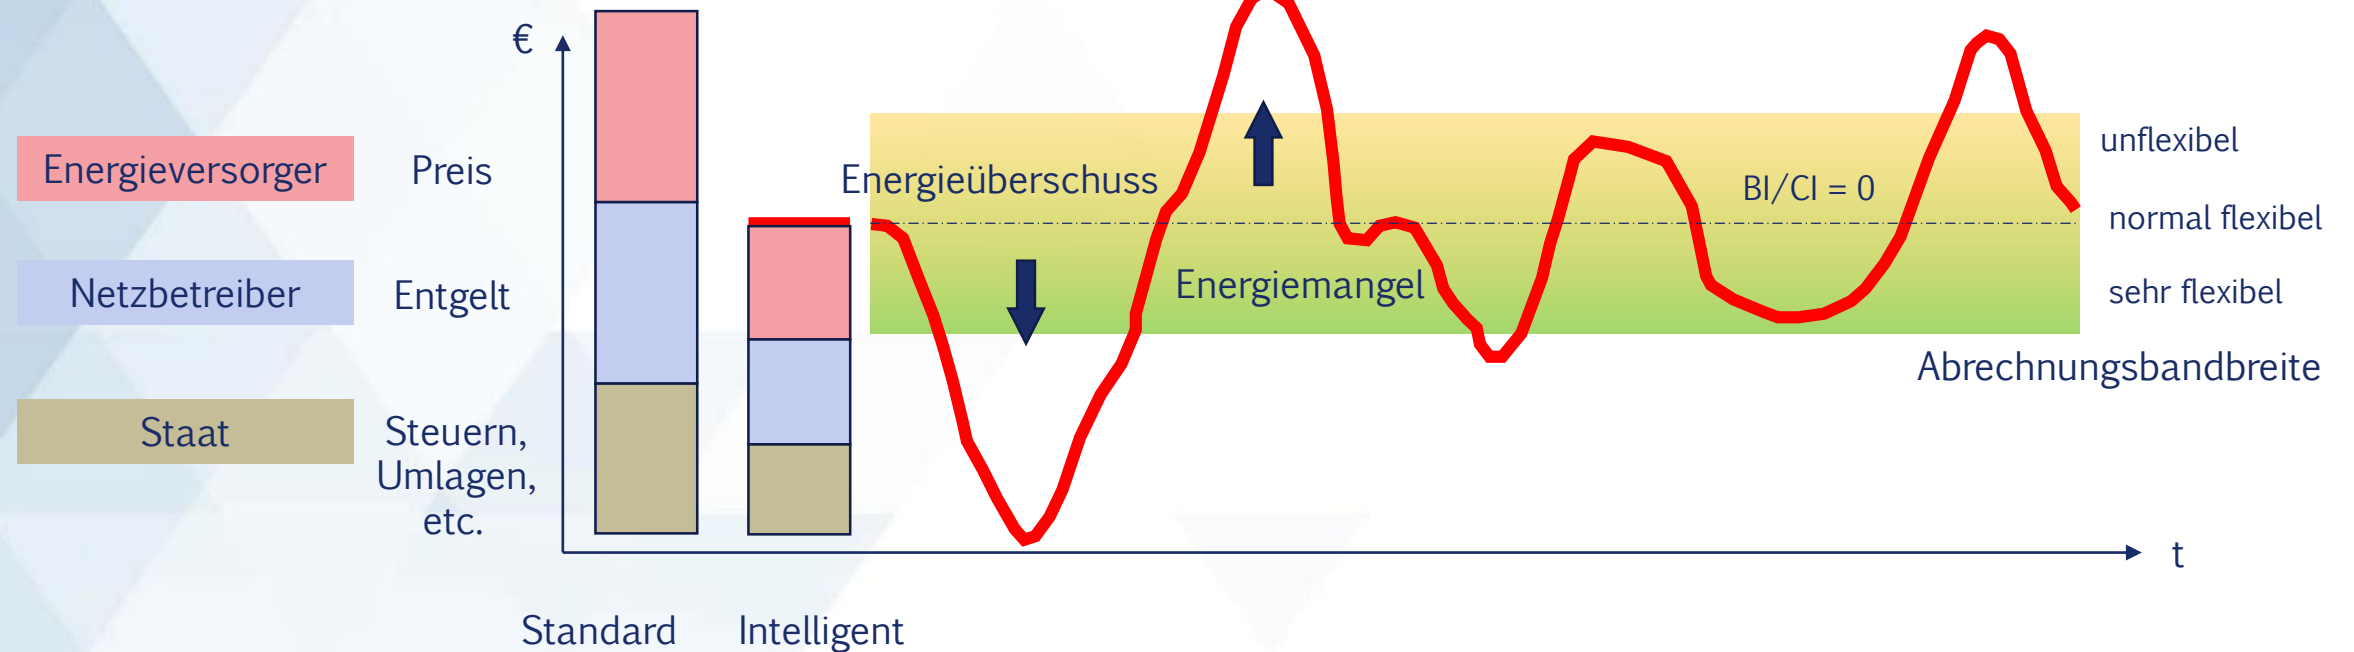 €
Energieversorger
Preis
Netzbetreiber
Entgelt
Staat
Steuern,
Umlagen,
etc.
Energieüberschuss
Energiemangel
BI/CI = 0
unflexibel
normal flexibel
sehr flexibel
Abrechnungsbandbreite
t
Standard
Intelligent